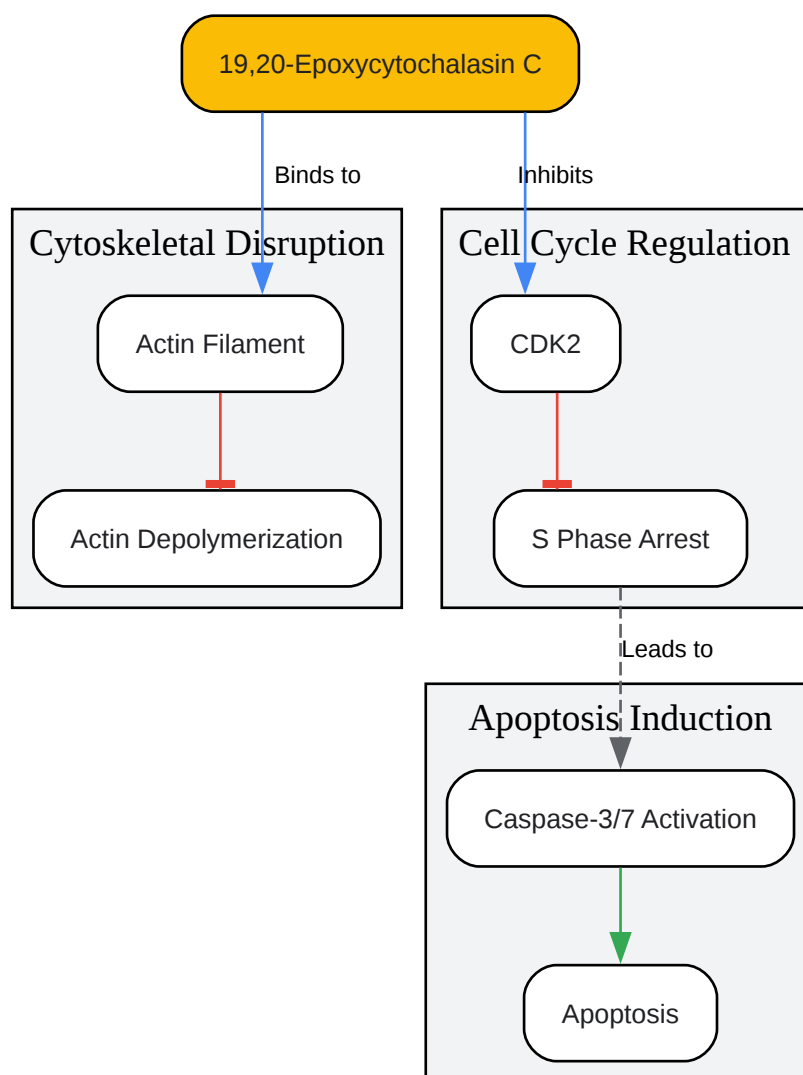 19,20-Epoxycytochalasin C
Binds to
Inhibits
Cytoskeletal Disruption
Cell Cycle Regulation
Actin Filament
CDK2
Actin Depolymerization
S Phase Arrest
Leads to
Apoptosis Induction
Caspase-3/7 Activation
Apoptosis